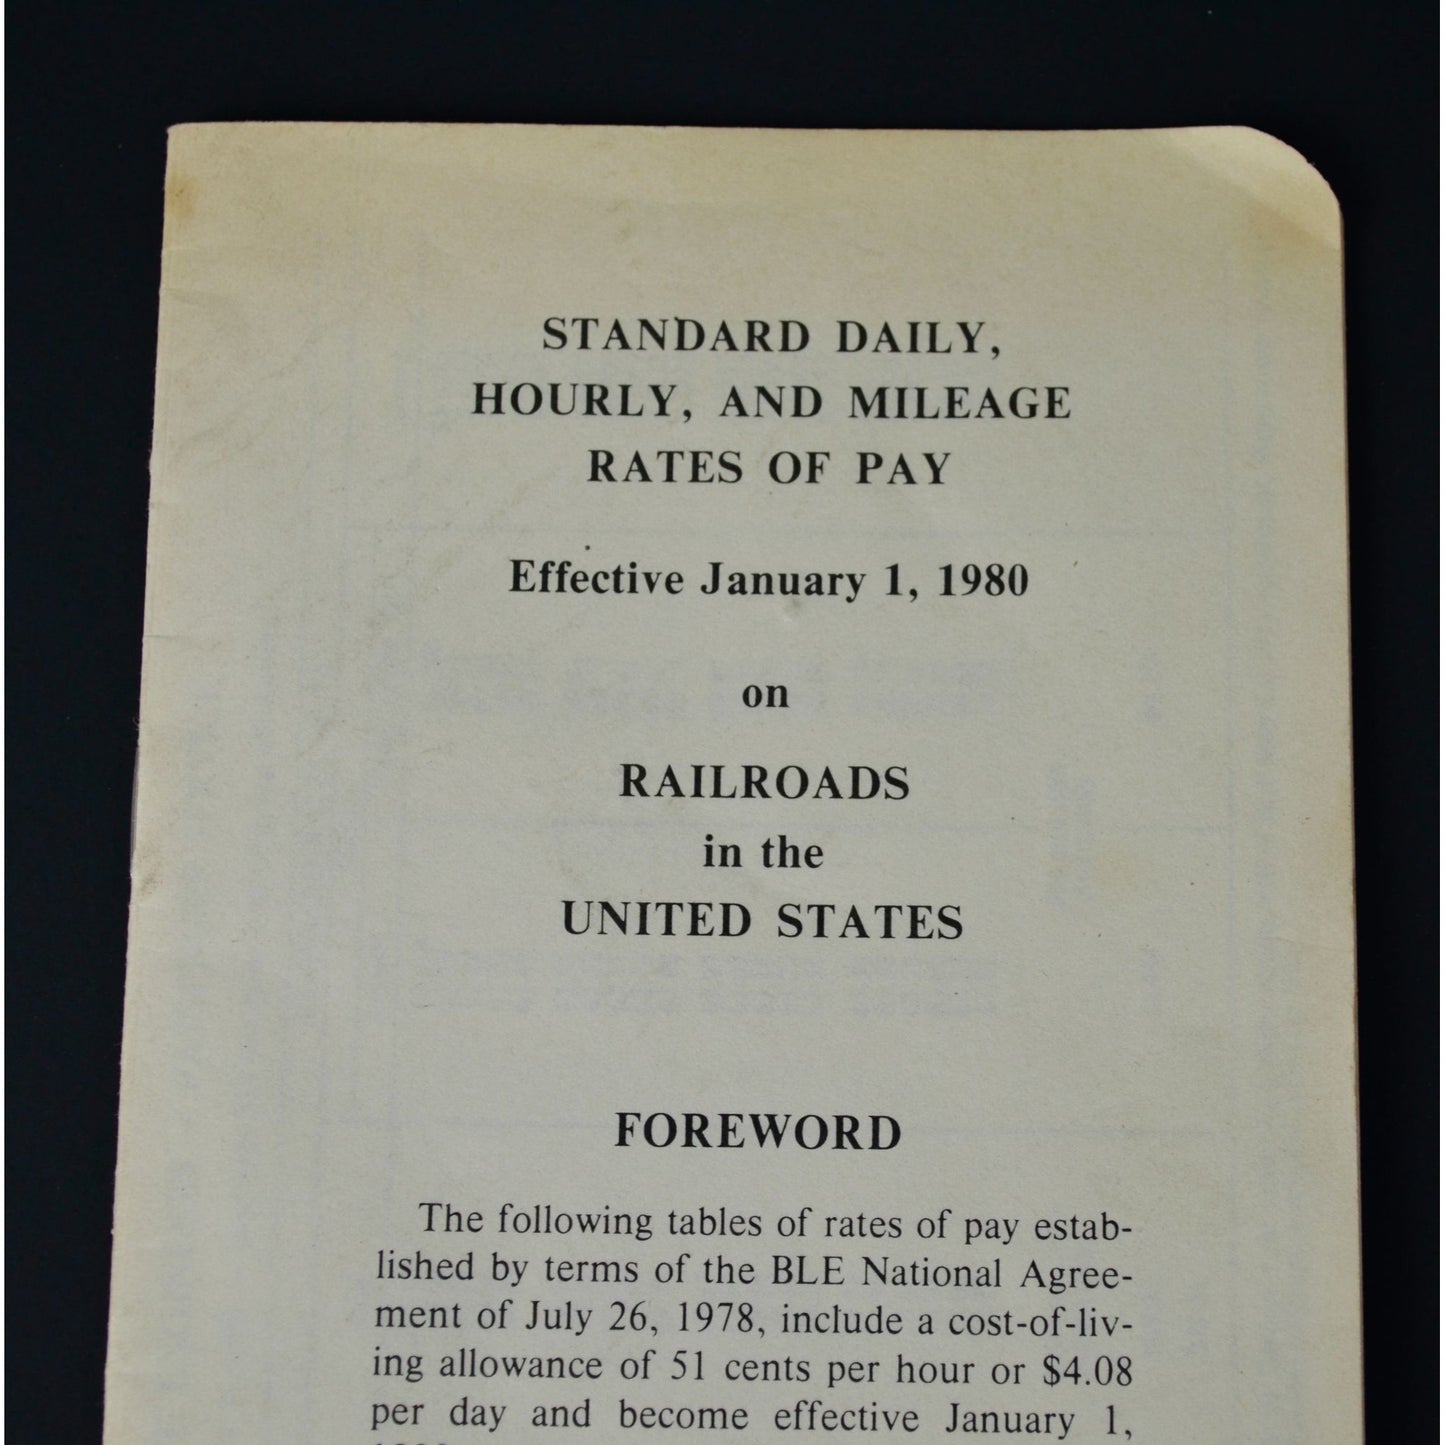 STANDARD DAILY,
HOURLY, AND MILEAGE
RATES OF PAY
Effective January 1, 1980
on
RAILROADS
in the
UNITED STATES
FOREWORD
The following tables of rates of pay estab-
lished by terms of the BLE National Agree-
ment of July 26, 1978, include a cost-of-liv-
ing allowance of 51 cents per hour or $4.08
per day and become effective January 1,